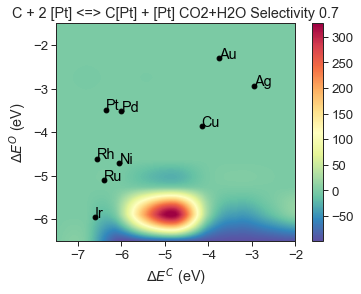 C + 2 [Pt] <=> C[Pt] + [Pt] CO2+H2O Selectivity 0.7
−2
−3
−4
−5
−6
ΔE^O (eV)
Au
Ag
Pt
Pd
Cu
Rh
Ni
Ru
Ir
−7
−6
−5
−4
−3
−2
ΔE^C (eV)
300
250
200
150
100
50
0
−50